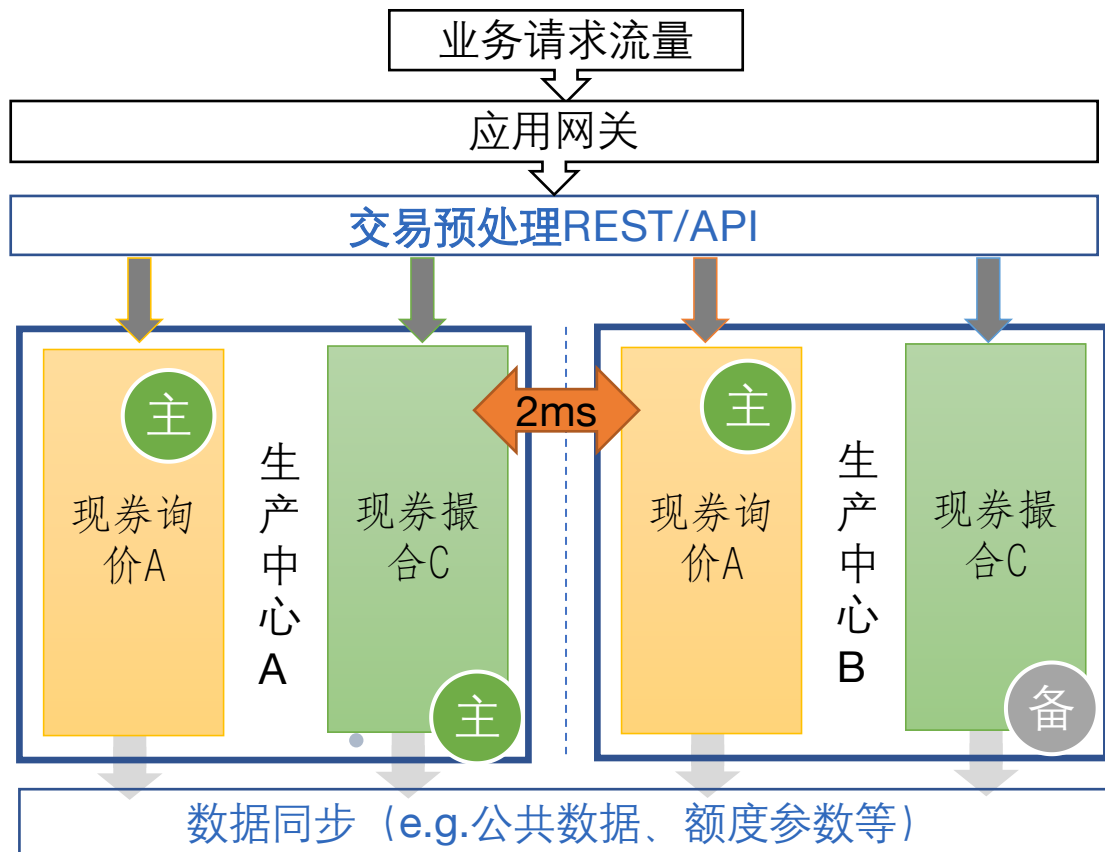 业务请求流量
应用网关
交易预处理REST/API
主
现券询
价A
生
产
中
心
A
现券撮
合C
主
2ms
主
现券询
价A
生
产
中
心
B
现券撮
合C
备
数据同步（e.g.公共数据、额度参数等）